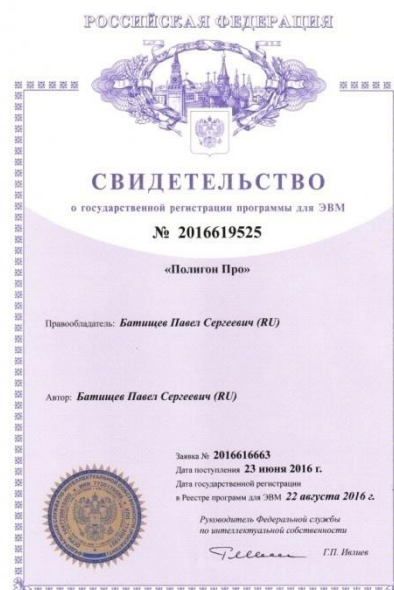 РОССИЙСКАЯ ФЕДЕРАЦИЯ
СВИДЕТЕЛЬСТВО
о государственной регистрации программы для ЭВМ
№ 2016619525
«Полигон Про»
Правообладатель: Батищев Павел Сергеевич (RU)
Автор: Батищев Павел Сергеевич (RU)
Заявка № 2016616663
Дата поступления 23 июня 2016 г.
Дата государственной регистрации
в Реестре программ для ЭВМ 22 августа 2016 г.
Руководитель Федеральной службы
по интеллектуальной собственности
Г.П. Ивлиев